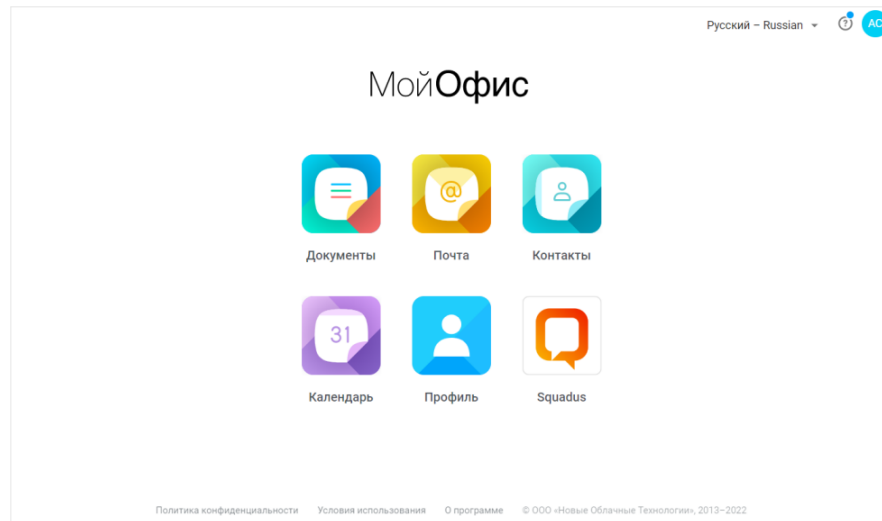 Русский – Russian
AC
МойОфис
@
Документы
Почта
Контакты
31
Календарь
Профиль
Squadus
Политика конфиденциальности Условия использования О программе © ООО «Новые Облачные Технологии», 2013–2022